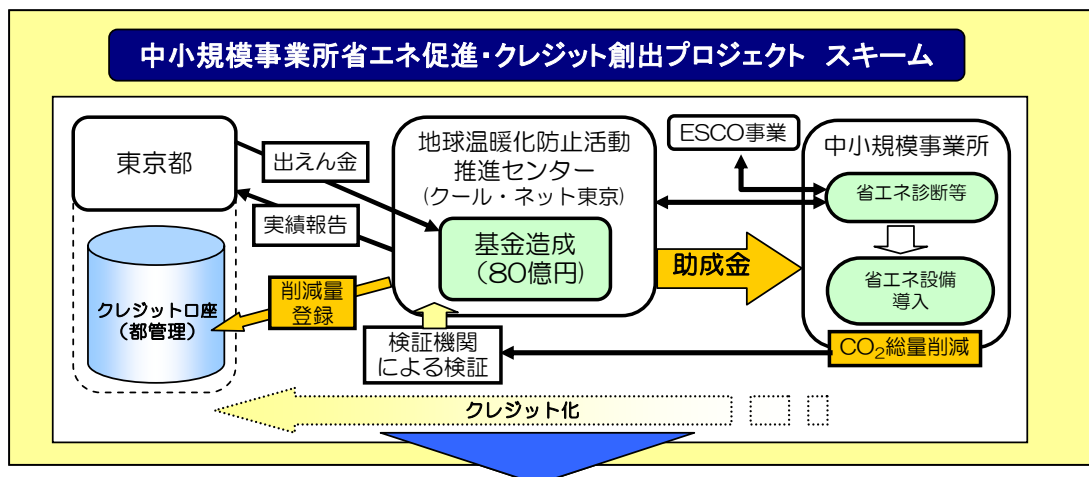 中小規模事業所省エネ促進・クレジット創出プロジェクト　スキーム
東京都
出えん金
実績報告
クレジット口座
（都管理）
削減量
登録
地球温暖化防止活動
推進センター
(クール・ネット東京)
基金造成
（80億円）
検証機関
による検証
助成金
ESCO事業
中小規模事業所
省エネ診断等
省エネ設備
導入
CO₂総量削減
クレジット化